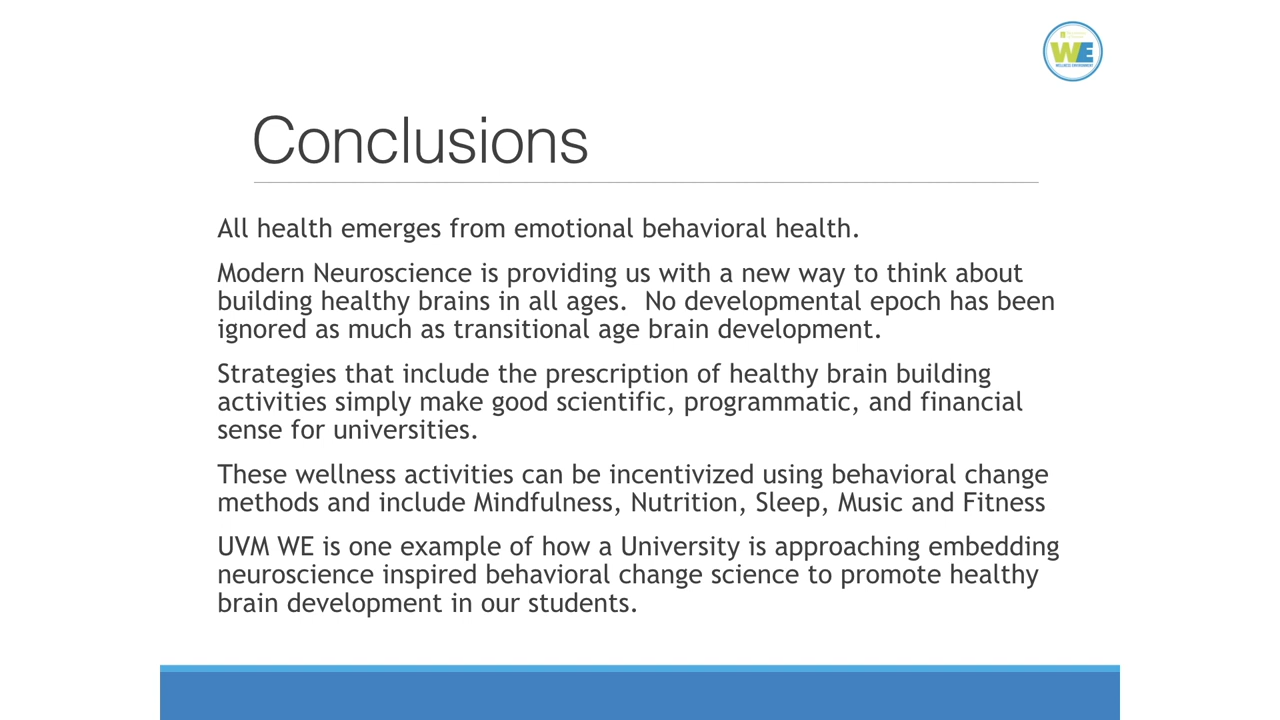 WE
WELLNESS ENVIRONMENT
Conclusions
All health emerges from emotional behavioral health.
Modern Neuroscience is providing us with a new way to think about
building healthy brains in all ages.  No developmental epoch has been
ignored as much as transitional age brain development.
Strategies that include the prescription of healthy brain building
activities simply make good scientific, programmatic, and financial
sense for universities.
These wellness activities can be incentivized using behavioral change
methods and include Mindfulness, Nutrition, Sleep, Music and Fitness
UVM WE is one example of how a University is approaching embedding
neuroscience inspired behavioral change science to promote healthy
brain development in our students.